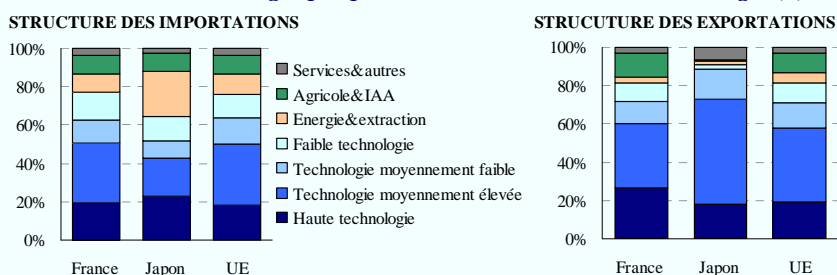 STRUCTURE DES IMPORTATIONS
100%
80%
60%
40%
20%
0%
France Japon UE
Services&autres
Agricole&IAA
Energie&extraction
Faible technologie
Technologie moyennement faible
Technologie moyennement élevée
Haute technologie
STRUCUTURE DES EXPORTATIONS
100%
80%
60%
40%
20%
0%
France Japon UE